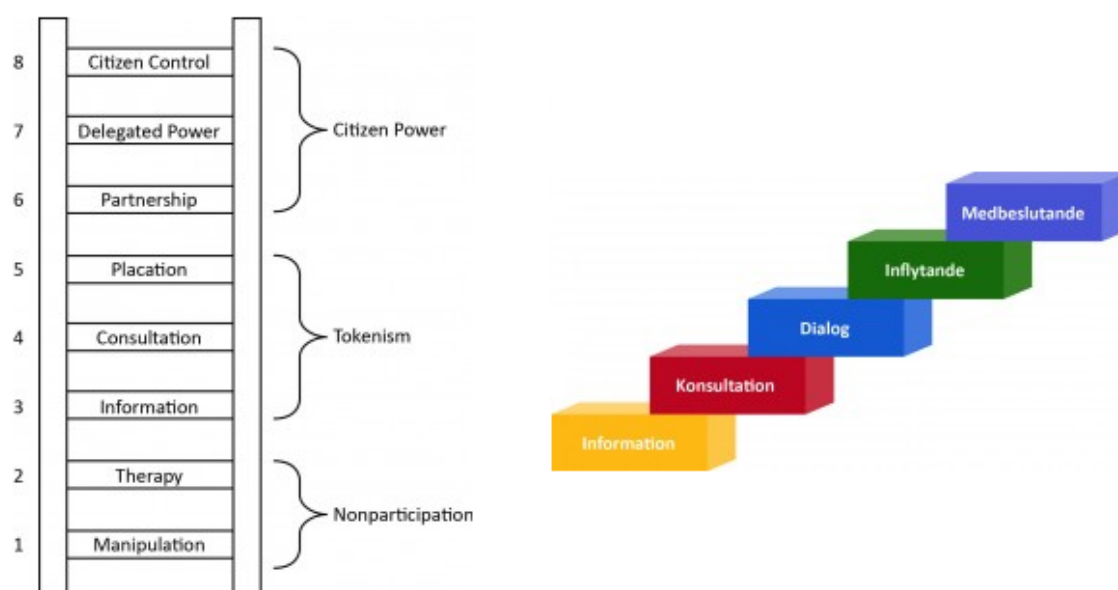 8
Citizen Control
7
Delegated Power
Citizen Power
6
Partnership
5
Placation
4
Consultation
Tokenism
3
Information
2
Therapy
Nonparticipation
1
Manipulation
Medbeslutande
Inflytande
Dialog
Konsultation
Information